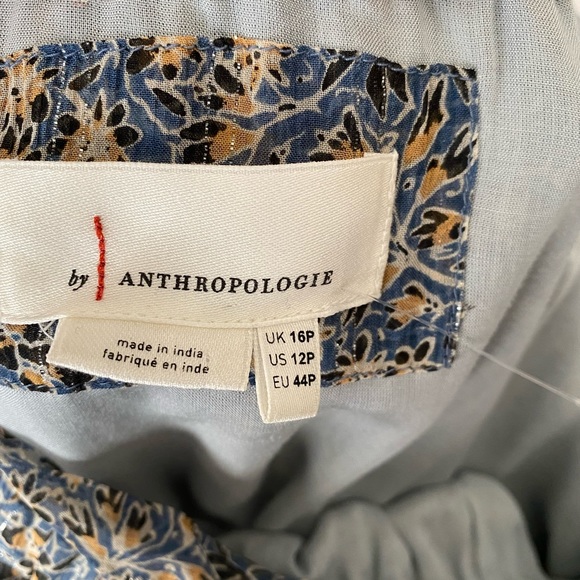 by ANTHROPOLOGIE
made in india
fabriqué en inde
UK 16P
US 12P
EU 44P